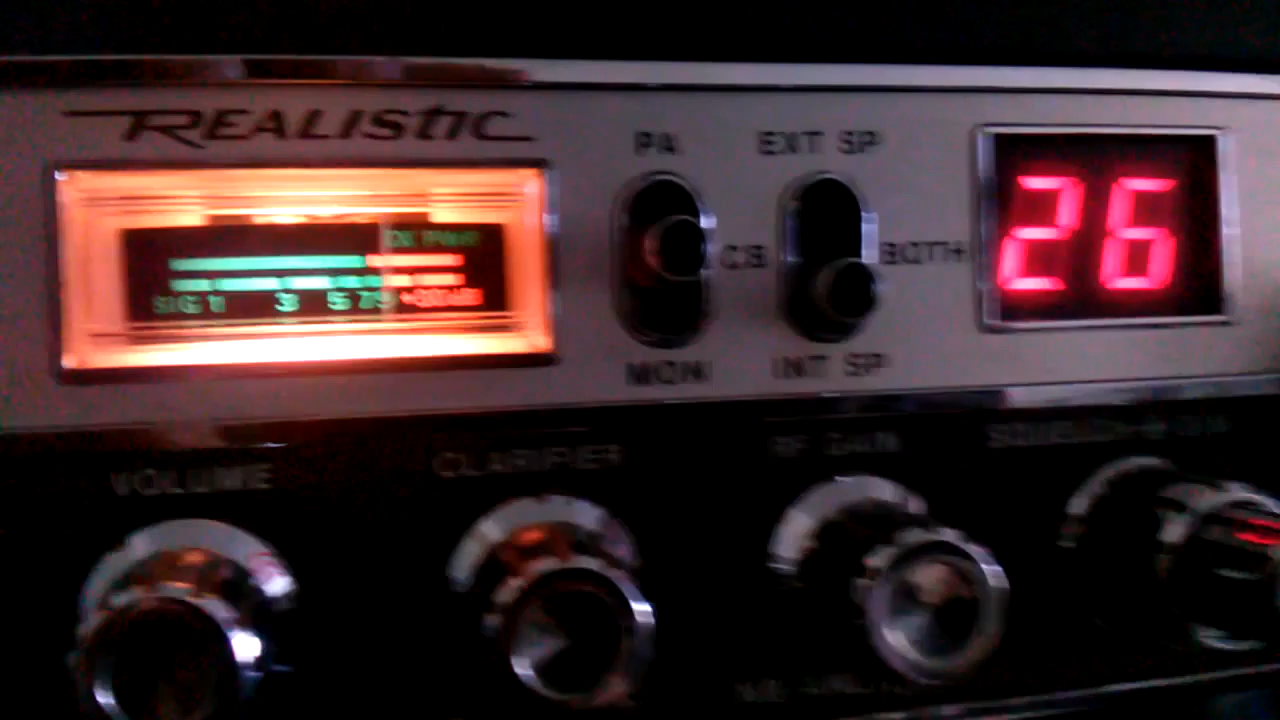 REALISTIC
PA
EXT SP
26
CB
BOTH
SIG 1 3 5 7 9 +30dB
MON
INT SP
VOLUME
CLARIFIER
RF GAIN
SQUELCH